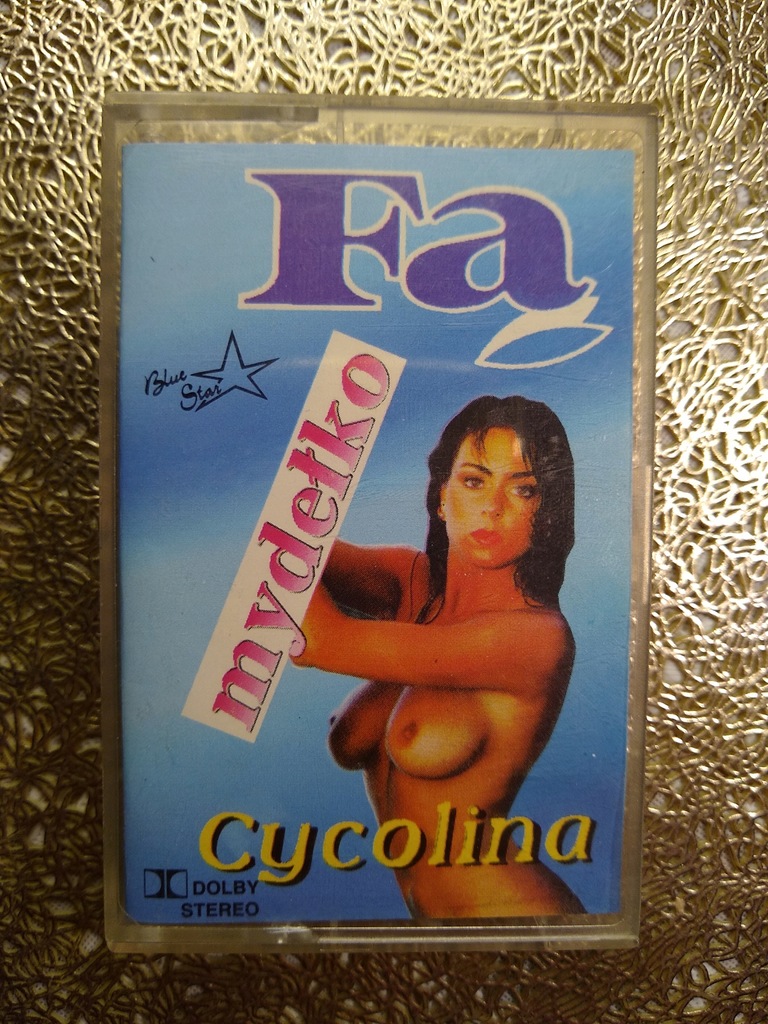 Fa
Blue
Star
mydełko
Cycolina
DOLBY
STEREO